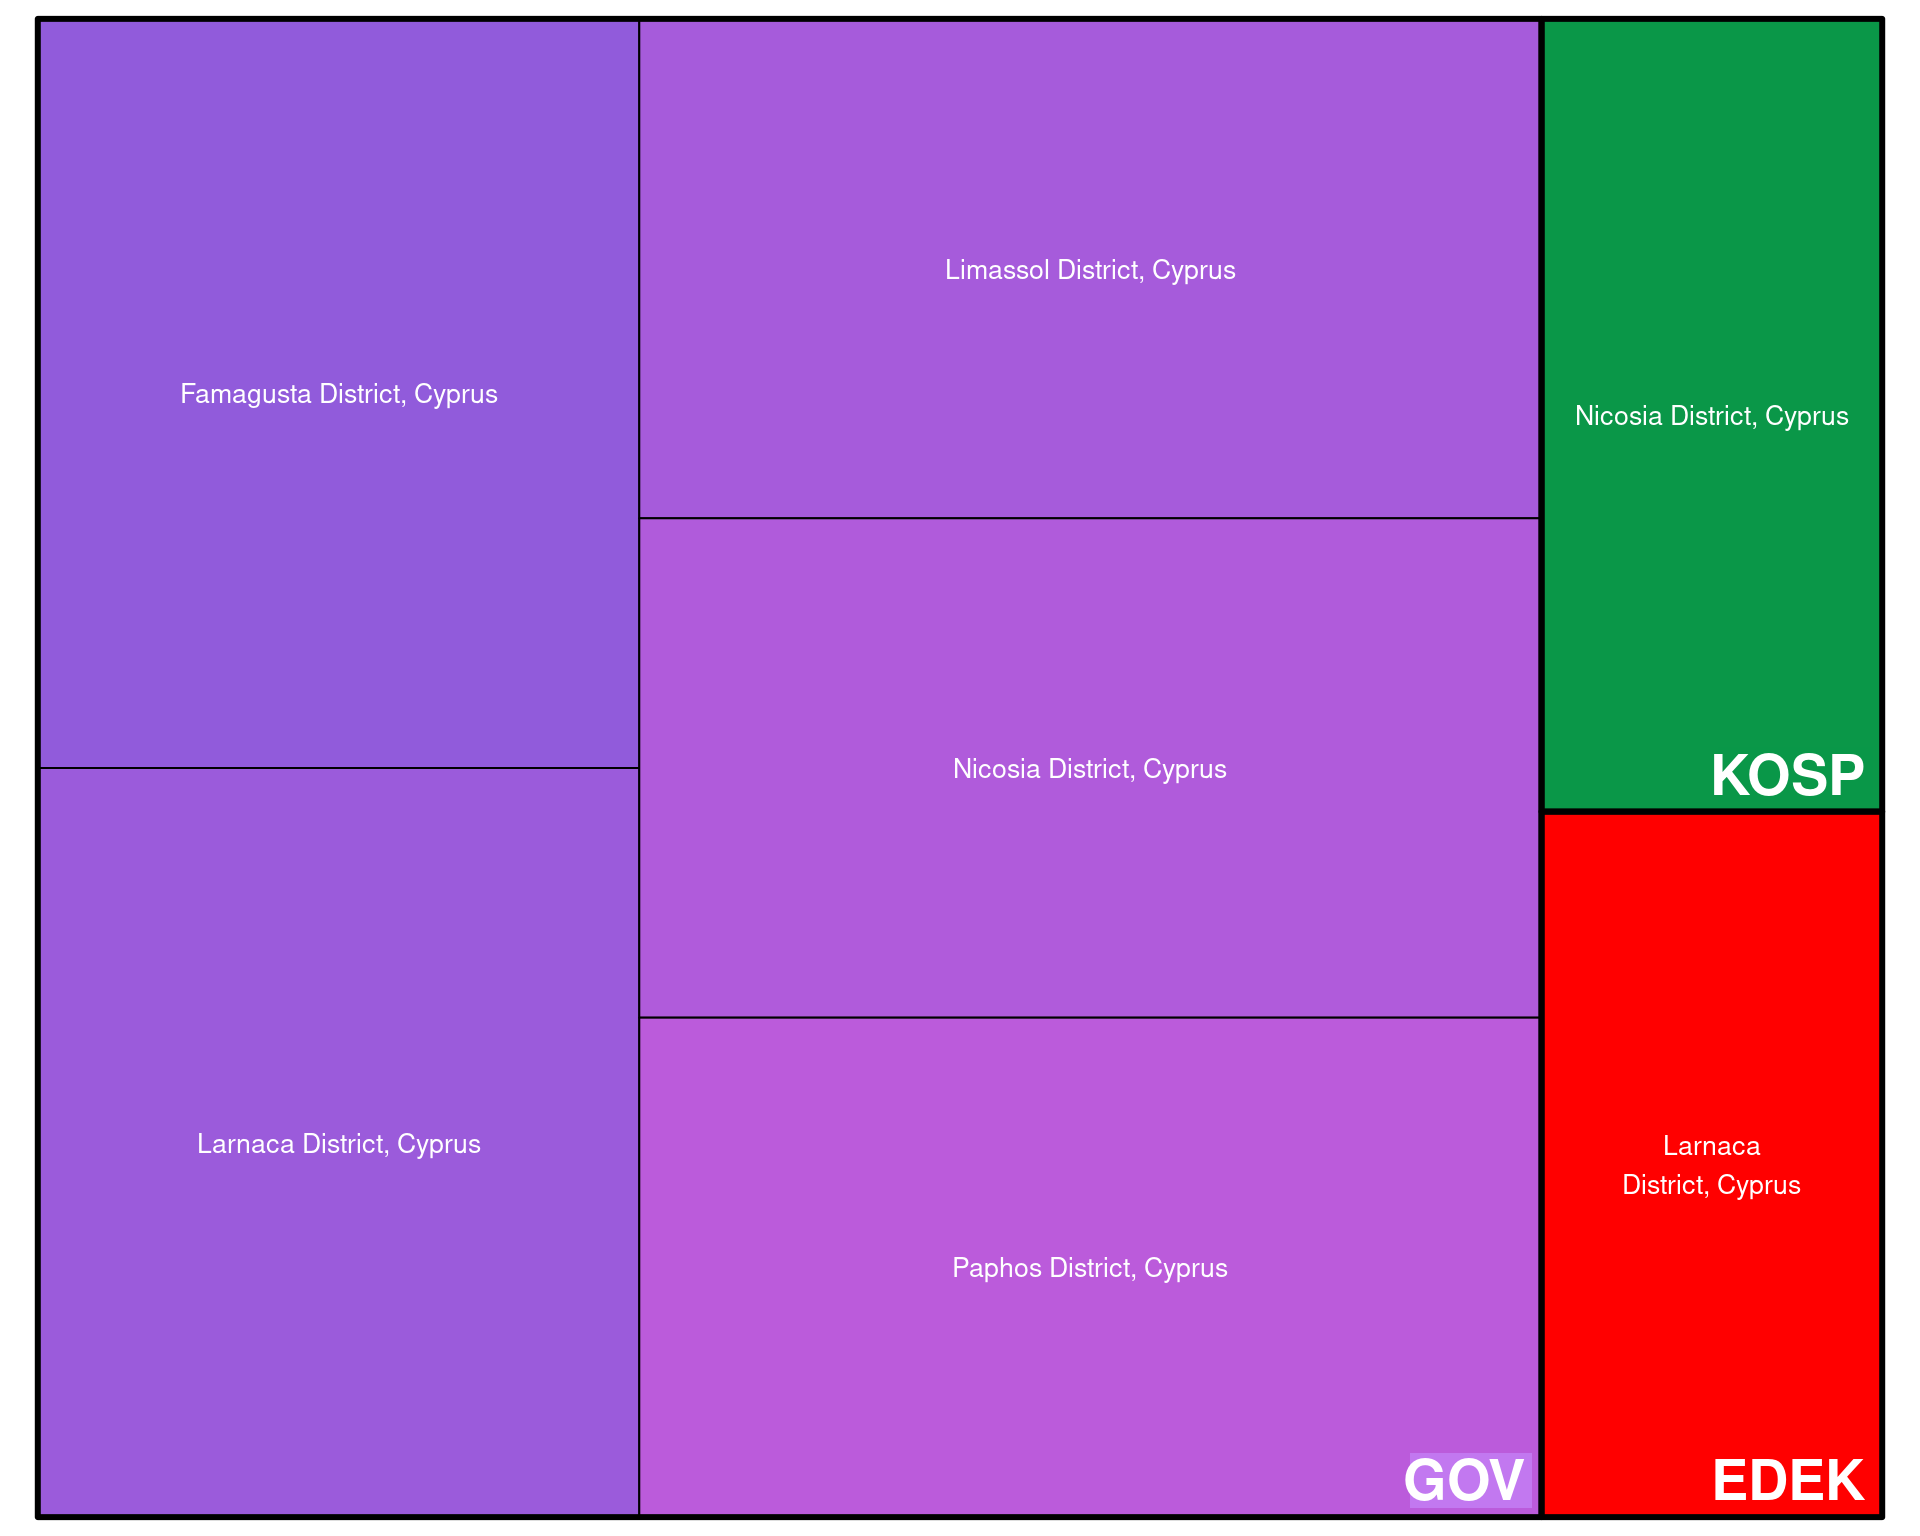 Famagusta District, Cyprus
Larnaca District, Cyprus
Limassol District, Cyprus
Nicosia District, Cyprus
Paphos District, Cyprus
GOV
Nicosia District, Cyprus
KOSP
Larnaca
District, Cyprus
EDEK